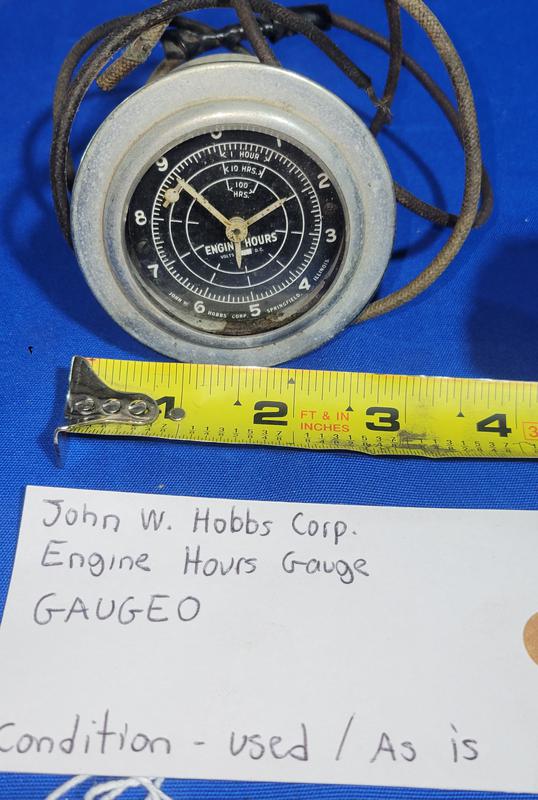 0
1
2
3
4
5
6
7
8
9
1 HOUR
10 HRS.
100
HRS.
ENGINE HOURS
VOLTS D.C.
JOHN W. HOBBS CORP. SPRINGFIELD, ILLINOIS
1 2 FT & IN 3 4
INCHES
John W. Hobbs Corp.
Engine Hours Gauge
GAUGEO
Condition - used / As is